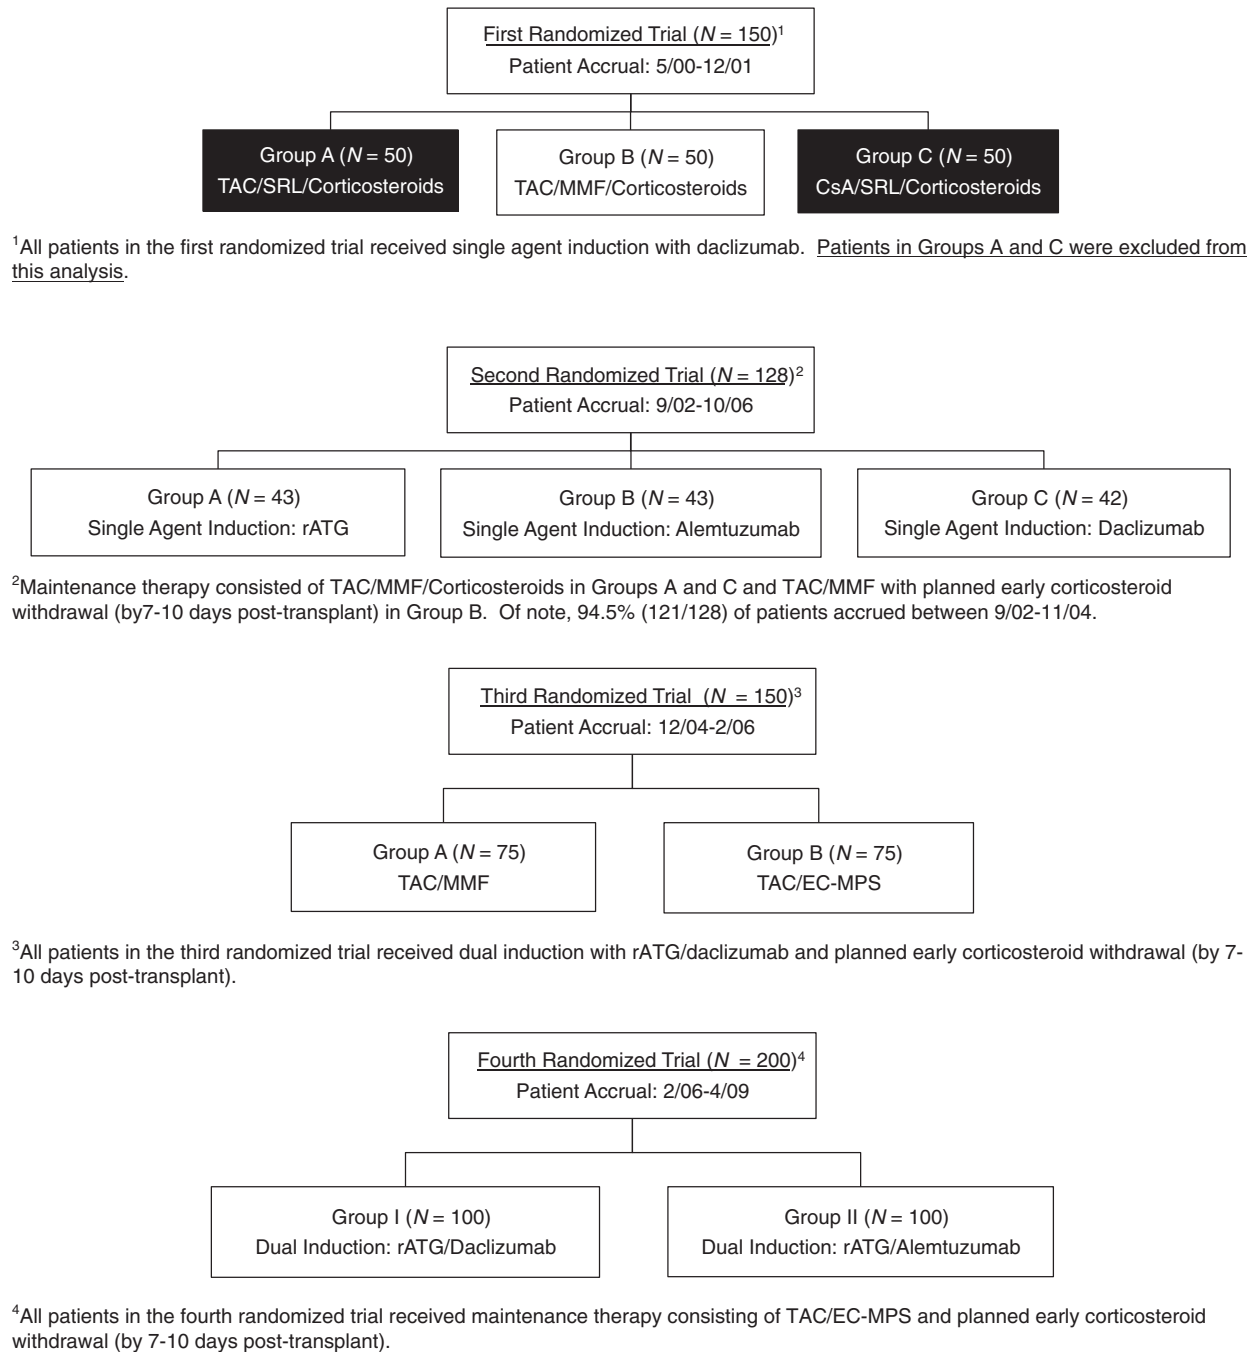 First Randomized Trial (N = 150)¹
Patient Accrual: 5/00-12/01
Group A (N = 50)
TAC/SRL/Corticosteroids
Group B (N = 50)
TAC/MMF/Corticosteroids
Group C (N = 50)
CsA/SRL/Corticosteroids
¹All patients in the first randomized trial received single agent induction with daclizumab. Patients in Groups A and C were excluded from
this analysis.
Second Randomized Trial (N = 128)²
Patient Accrual: 9/02-10/06
Group A (N = 43)
Single Agent Induction: rATG
Group B (N = 43)
Single Agent Induction: Alemtuzumab
Group C (N = 42)
Single Agent Induction: Daclizumab
²Maintenance therapy consisted of TAC/MMF/Corticosteroids in Groups A and C and TAC/MMF with planned early corticosteroid
withdrawal (by7-10 days post-transplant) in Group B. Of note, 94.5% (121/128) of patients accrued between 9/02-11/04.
Third Randomized Trial (N = 150)³
Patient Accrual: 12/04-2/06
Group A (N = 75)
TAC/MMF
Group B (N = 75)
TAC/EC-MPS
³All patients in the third randomized trial received dual induction with rATG/daclizumab and planned early corticosteroid withdrawal (by 7-
10 days post-transplant).
Fourth Randomized Trial (N = 200)⁴
Patient Accrual: 2/06-4/09
Group I (N = 100)
Dual Induction: rATG/Daclizumab
Group II (N = 100)
Dual Induction: rATG/Alemtuzumab
⁴All patients in the fourth randomized trial received maintenance therapy consisting of TAC/EC-MPS and planned early corticosteroid
withdrawal (by 7-10 days post-transplant).